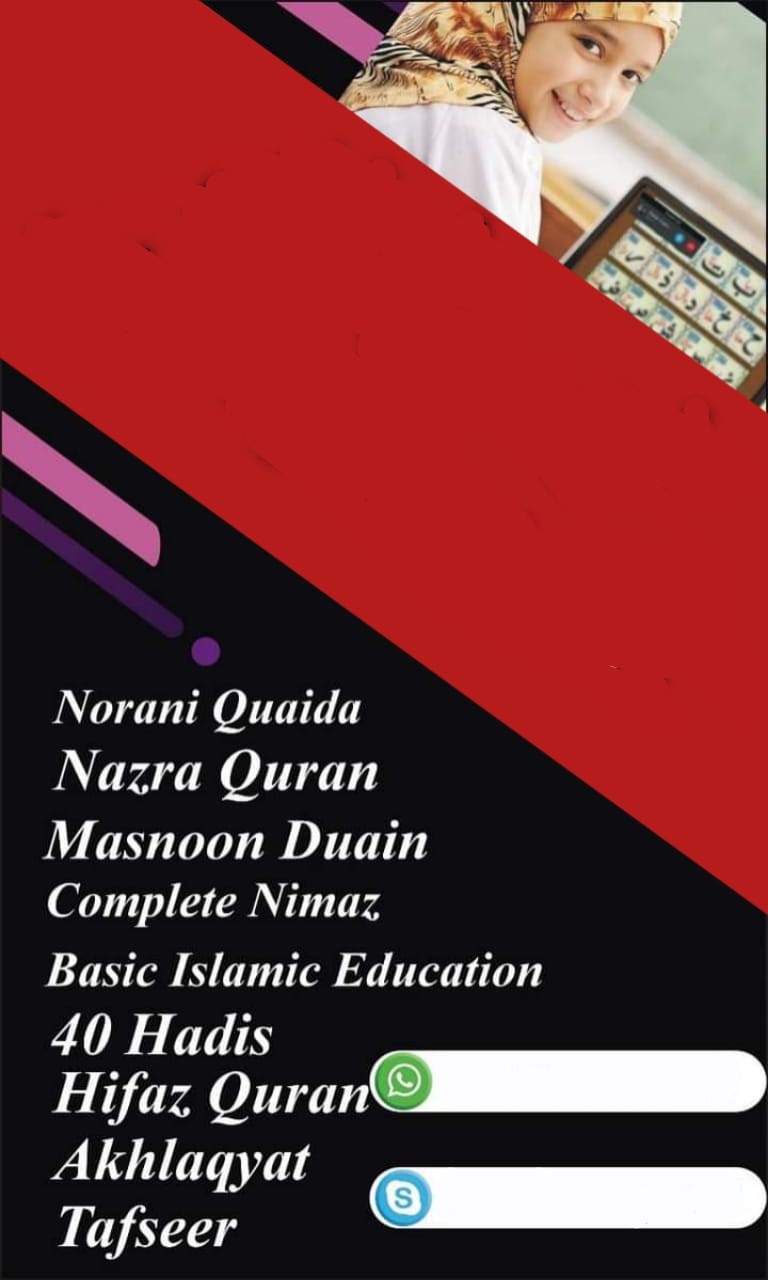 Norani Quaida
Nazra Quran
Masnoon Duain
Complete Nimaz
Basic Islamic Education
40 Hadis
Hifaz Quran
Akhlaqyat
Tafseer